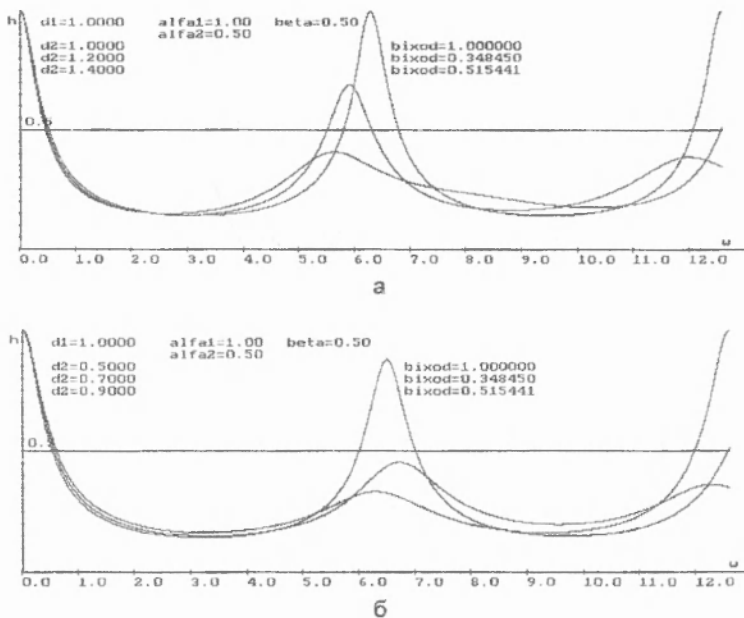 h d1=1.0000 alfa1=1.00 beta=0.50
alfa2=0.50
d2=1.0000 bixod=1.000000
d2=1.2000 bixod=0.348450
d2=1.4000 bixod=0.515441
0.5
ω
0.0 1.0 2.0 3.0 4.0 5.0 6.0 7.0 8.0 9.0 10.0 11.0 12.0
а
h d1=1.0000 alfa1=1.00 beta=0.50
alfa2=0.50
d2=0.5000 bixod=1.000000
d2=0.7000 bixod=0.348450
d2=0.9000 bixod=0.515441
ω
0.0 1.0 2.0 3.0 4.0 5.0 6.0 7.0 8.0 9.0 10.0 11.0 12.0
б